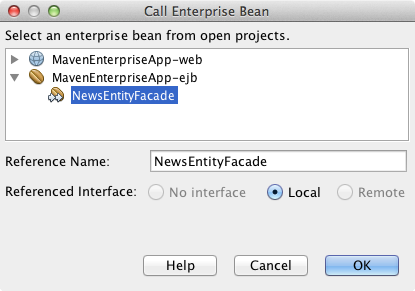 Call Enterprise Bean
Select an enterprise bean from open projects.
MavenEnterpriseApp-web
MavenEnterpriseApp-ejb
NewsEntityFacade
Reference Name: NewsEntityFacade
Referenced Interface: No interface Local Remote
Help Cancel OK